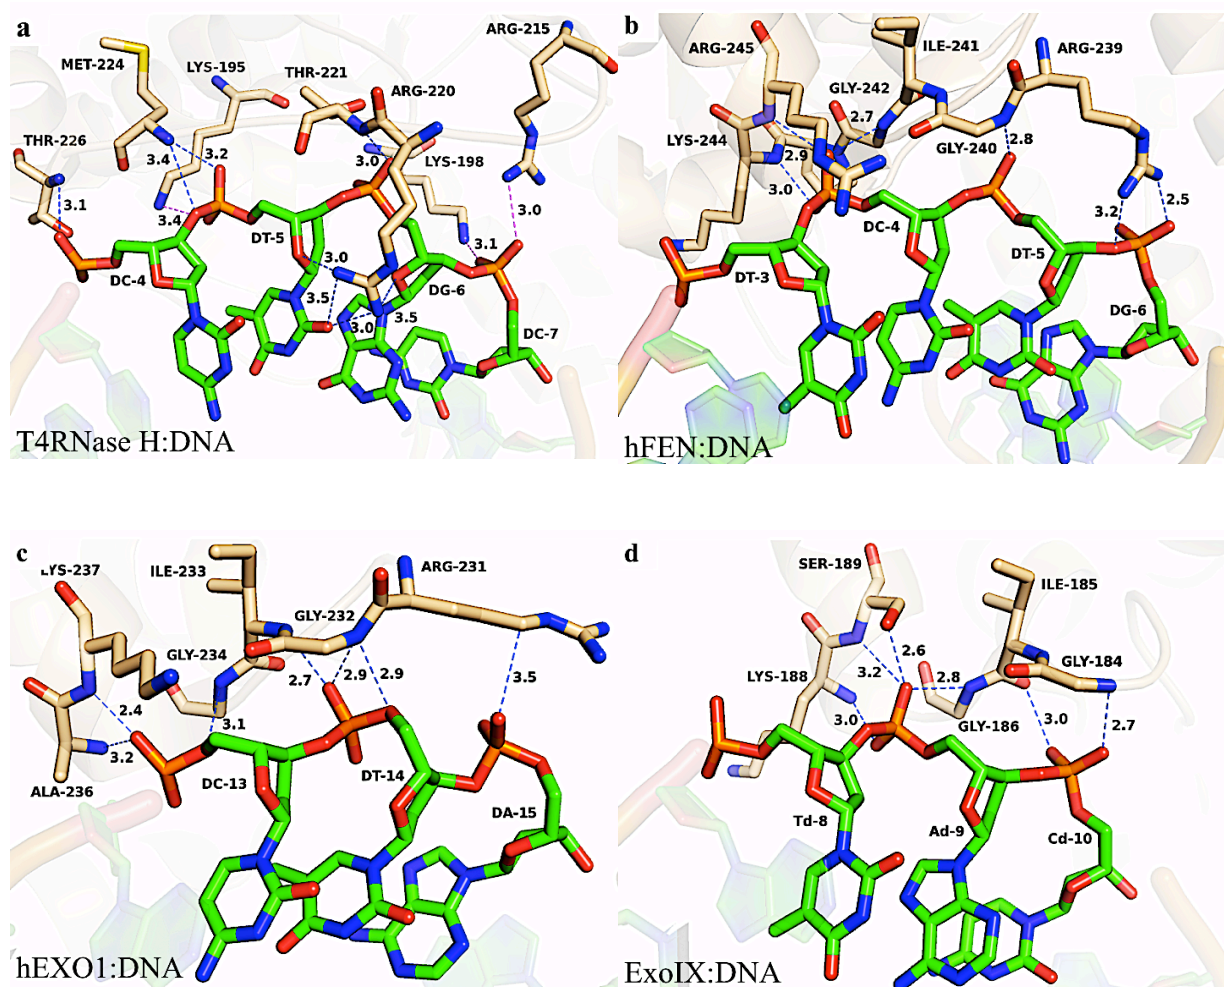 a
ARG-215
MET-224
LYS-195
THR-221
ARG-220
THR-226
3.4
3.2
3.0
LYS-198
3.1
3.4
3.0
DT-5
3.0
3.1
DC-4
3.5
DG-6
3.0
3.5
DC-7
T4RNase H:DNA
b
ARG-245
ILE-241
ARG-239
GLY-242
2.7
LYS-244
2.9
GLY-240
2.8
3.0
3.2
2.5
DC-4
DT-3
DT-5
DG-6
hFEN:DNA
c
LYS-237
ILE-233
ARG-231
GLY-232
GLY-234
2.7
2.9
2.9
3.5
2.4
3.1
3.2
ALA-236
DC-13
DT-14
DA-15
hEXO1:DNA
d
SER-189
ILE-185
2.6
GLY-184
3.2
LYS-188
2.8
3.0
GLY-186
3.0
2.7
Td-8
Ad-9
Cd-10
ExoIX:DNA